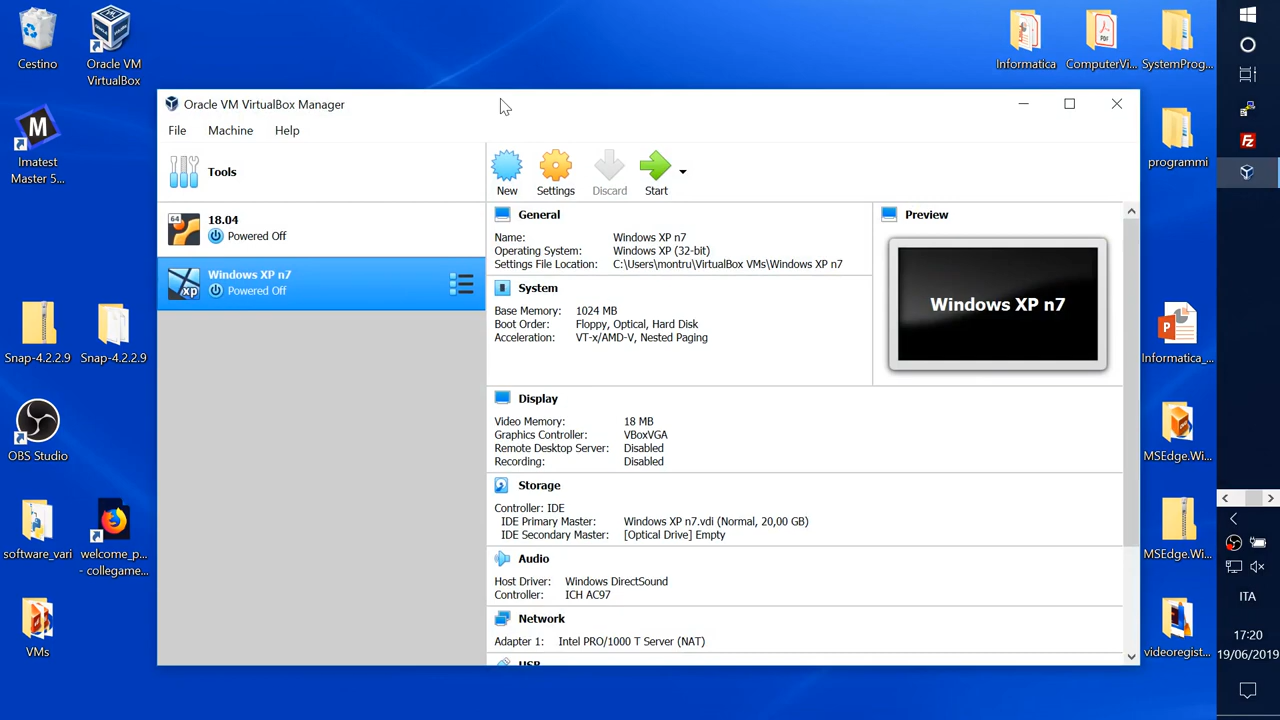 Cestino
Oracle VM
VirtualBox
Informatica
ComputerVi...
SystemProg...
M
Imatest
Master 5...
programmi
Oracle VM VirtualBox Manager
File
Machine
Help
Tools
New
Settings
Discard
Start
64
18.04
Powered Off
xp
Windows XP n7
Powered Off
General
Name: Windows XP n7
Operating System: Windows XP (32-bit)
Settings File Location: C:\Users\montru\VirtualBox VMs\Windows XP n7
Preview
Windows XP n7
System
Base Memory: 1024 MB
Boot Order: Floppy, Optical, Hard Disk
Acceleration: VT-x/AMD-V, Nested Paging
Display
Video Memory: 18 MB
Graphics Controller: VBoxVGA
Remote Desktop Server: Disabled
Recording: Disabled
Storage
Controller: IDE
IDE Primary Master: Windows XP n7.vdi (Normal, 20,00 GB)
IDE Secondary Master: [Optical Drive] Empty
Audio
Host Driver: Windows DirectSound
Controller: ICH AC97
Network
Adapter 1: Intel PRO/1000 T Server (NAT)
USB
Snap-4.2.2.9
Snap-4.2.2.9
OBS Studio
software_vari
welcome_p...
- collegame...
VMs
PDF
P
Informatica_...
MSEdge.Wi...
MSEdge.Wi...
videoregist...
Fz
ITA
17:20
19/06/2019